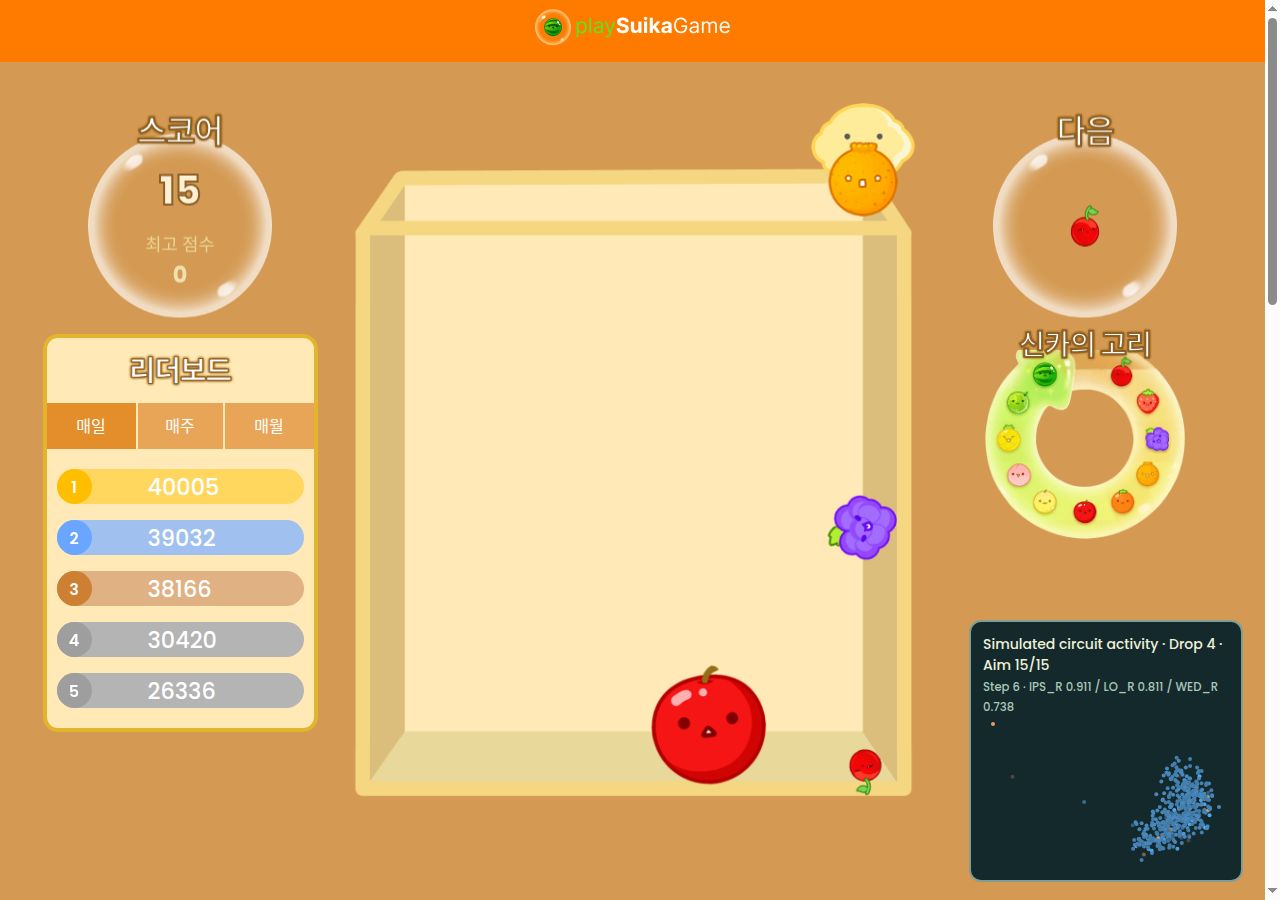 playSuikaGame
스코어
15
최고 점수
0
리더보드
매일 매주 매월
1 40005
2 39032
3 38166
4 30420
5 26336
다음
신카의 고리
Simulated circuit activity · Drop 4 ·
Aim 15/15
Step 6 · IPS_R 0.911 / LO_R 0.811 / WED_R
0.738